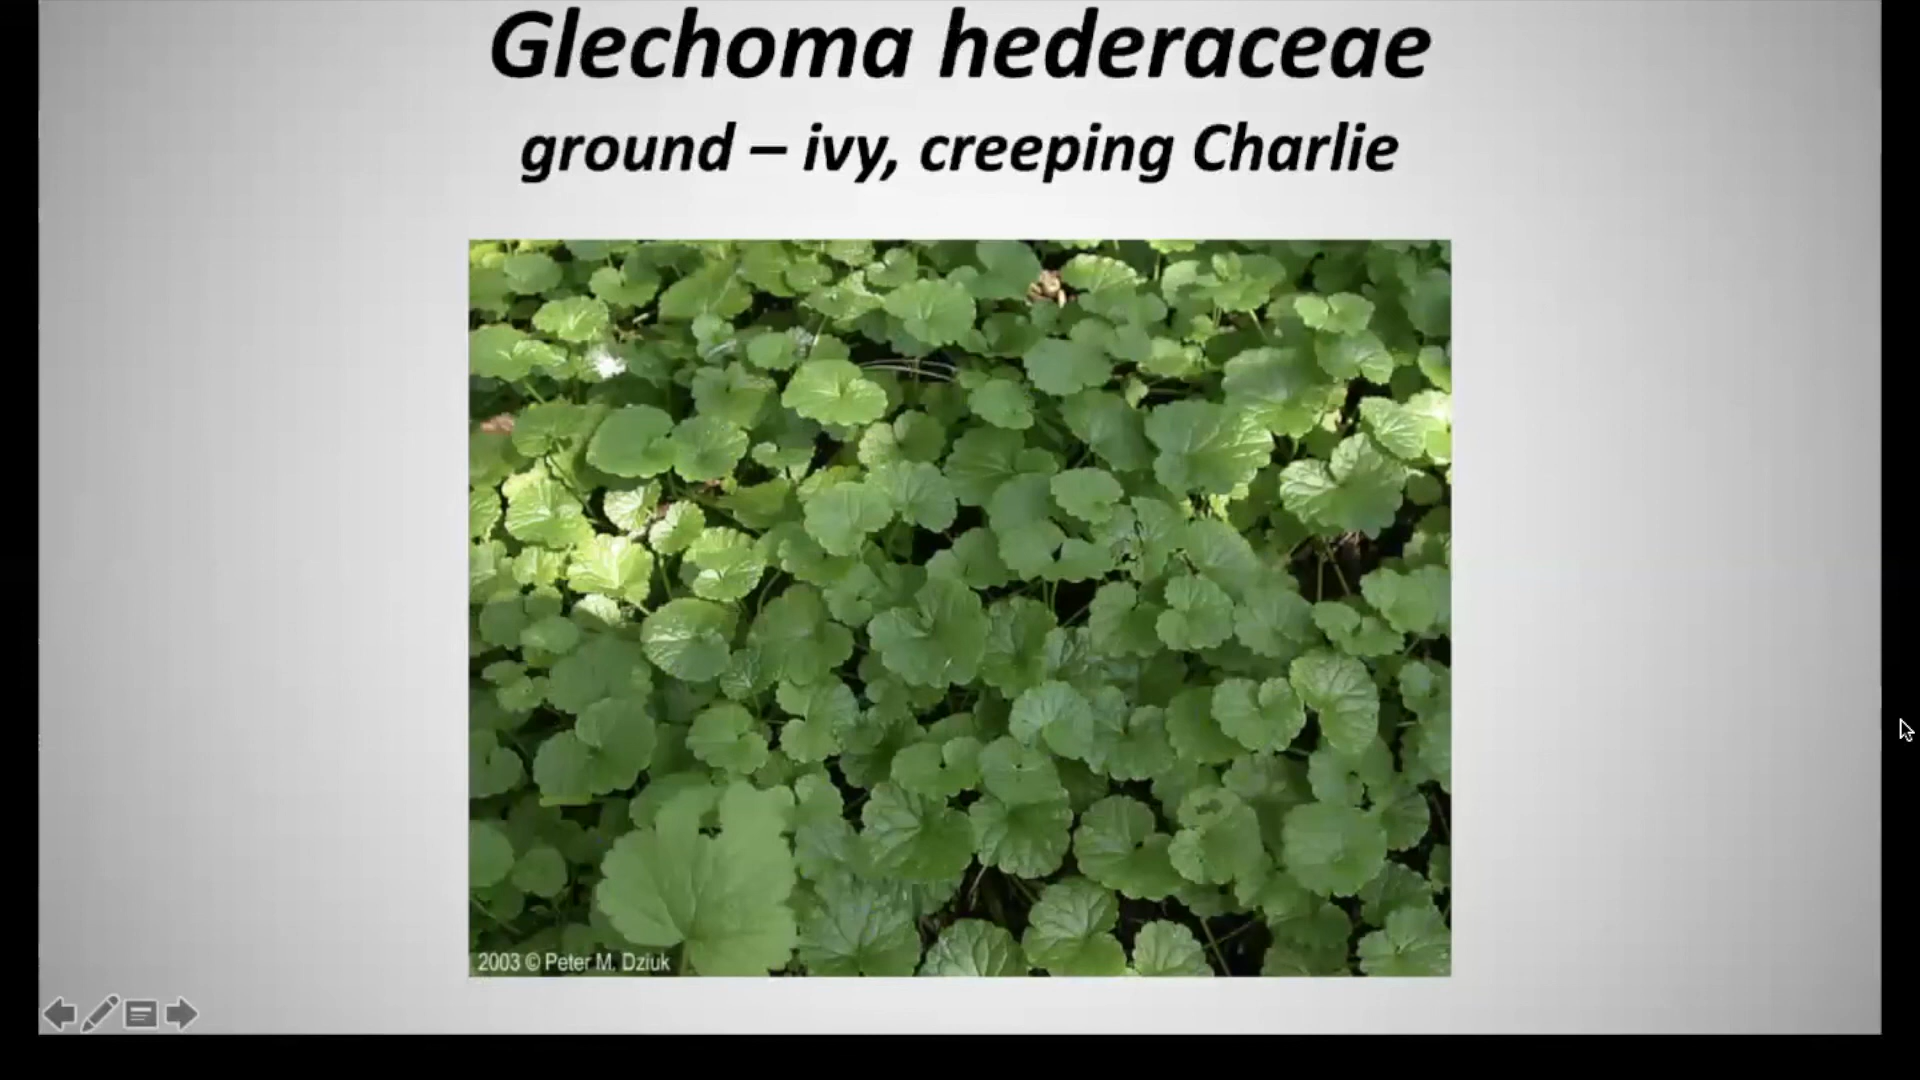 Glechoma hederaceae
ground – ivy, creeping Charlie
2003 © Peter M. Dziuk